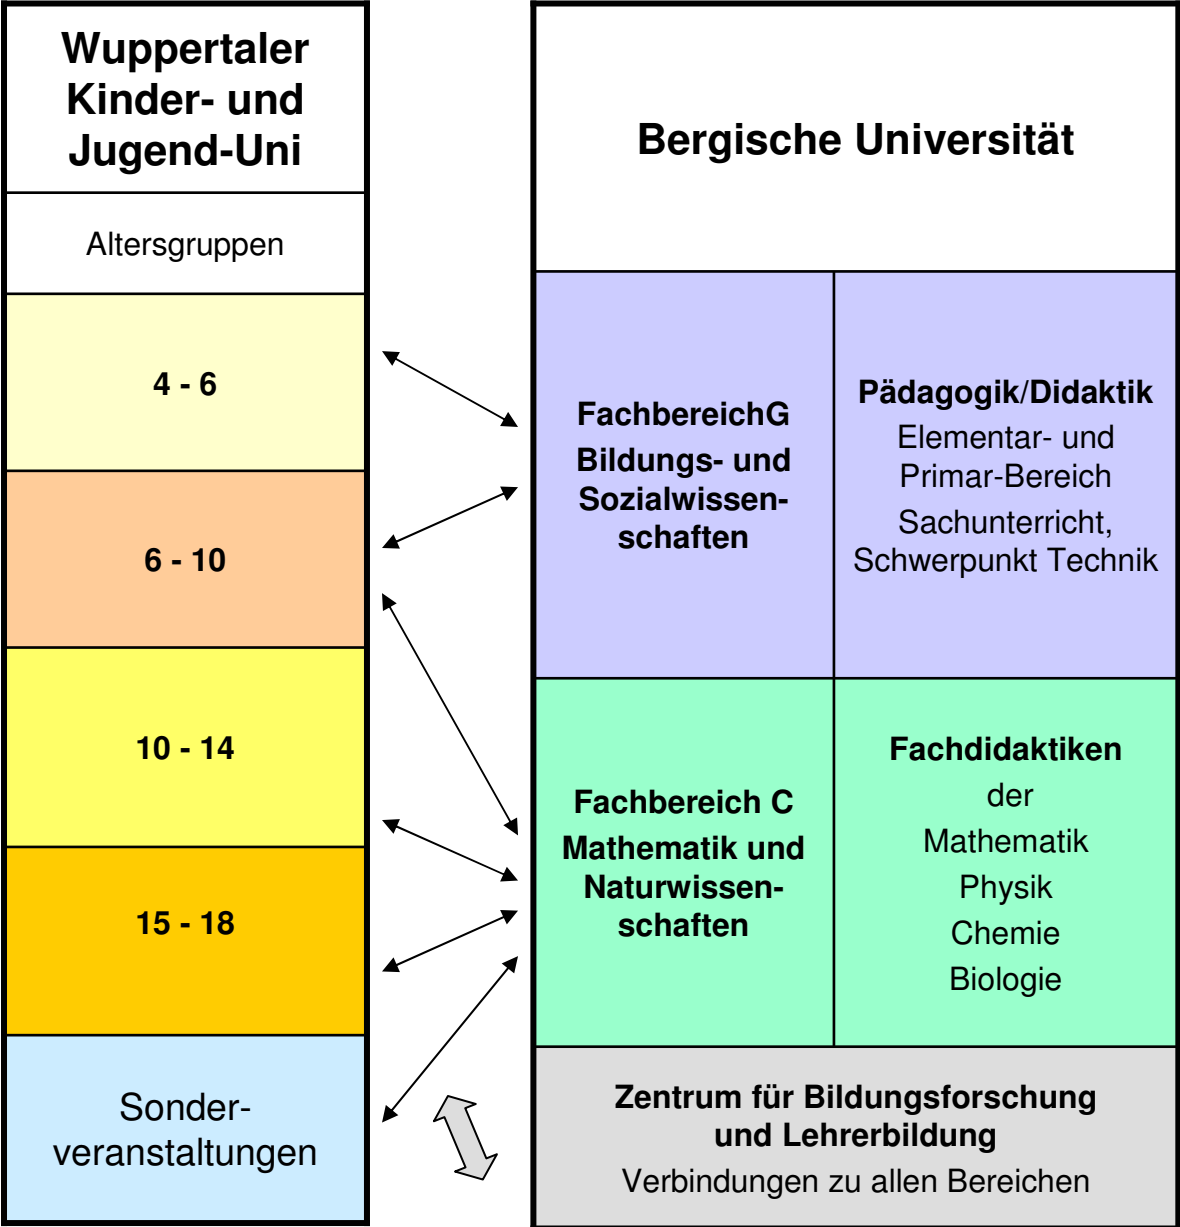 Wuppertaler
Kinder- und
Jugend-Uni
Altersgruppen
4 - 6
6 - 10
10 - 14
15 - 18
Sonder-
veranstaltungen
Bergische Universität
FachbereichG
Bildungs- und
Sozialwissen-
schaften
Pädagogik/Didaktik
Elementar- und
Primar-Bereich
Sachunterricht,
Schwerpunkt Technik
Fachbereich C
Mathematik und
Naturwissen-
schaften
Fachdidaktiken
der
Mathematik
Physik
Chemie
Biologie
Zentrum für Bildungsforschung
und Lehrerbildung
Verbindungen zu allen Bereichen